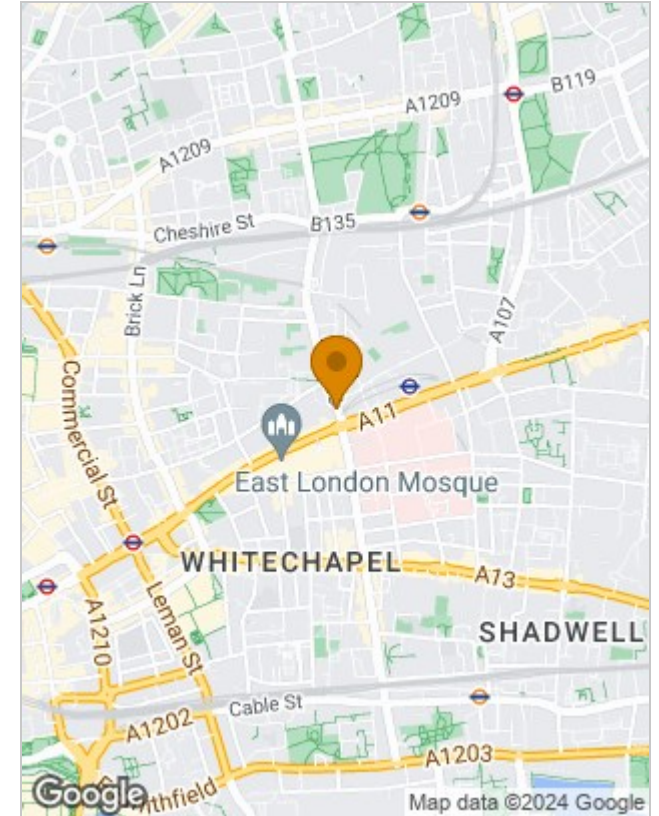 B119
A1209
A1209
Cheshire St
B135
Brick Ln
A107
Commercial St
A11
East London Mosque
WHITECHAPEL
A13
A1210
Leman St
SHADWELL
Cable St
A1202
A1203
Google
Map data ©2024 Google